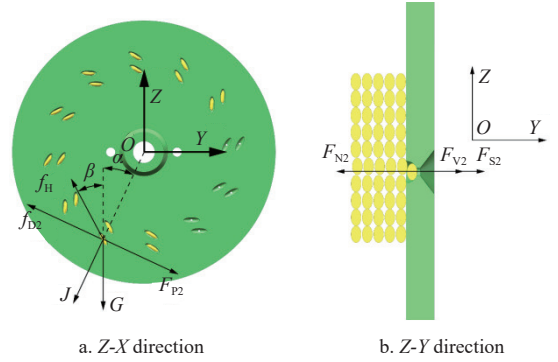 Z
Y
O
α
β
f_H
f_D2
F_P2
J
G
a. Z-X direction
Z
O
Y
F_N2
F_V2
F_S2
b. Z-Y direction